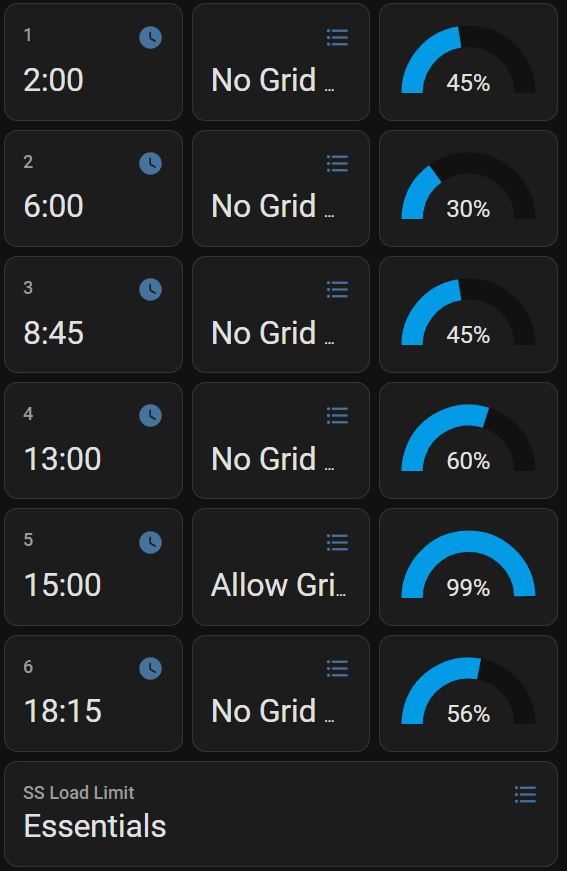 1
2:00
No Grid ...
45%
2
6:00
No Grid ...
30%
3
8:45
No Grid ...
45%
4
13:00
No Grid ...
60%
5
15:00
Allow Gri...
99%
6
18:15
No Grid ...
56%
SS Load Limit
Essentials